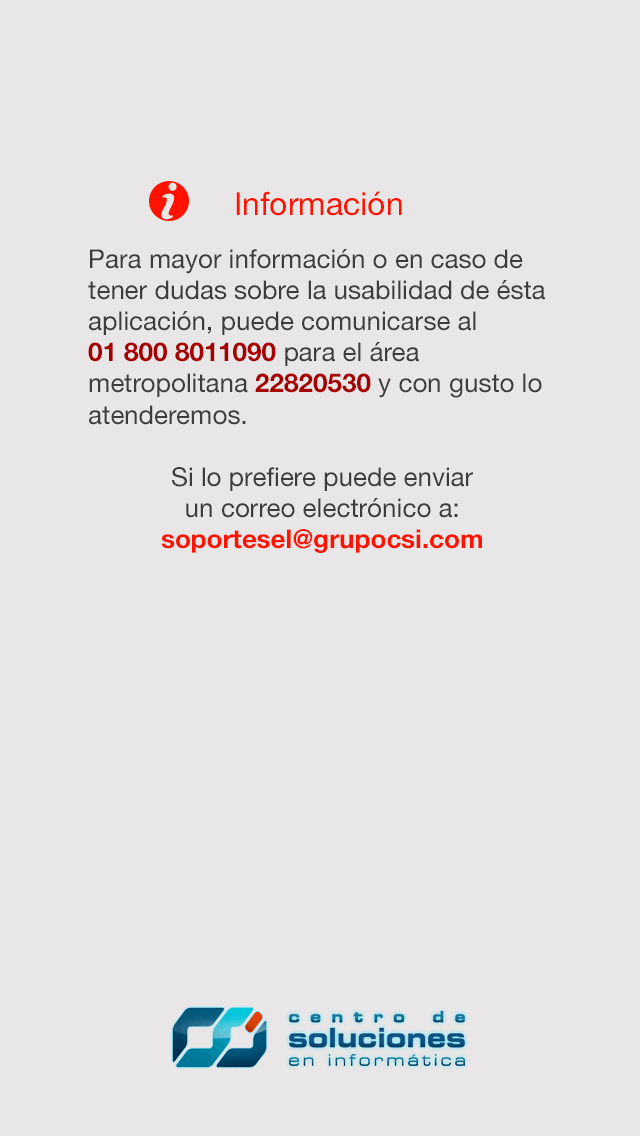 Información
Para mayor información o en caso de
tener dudas sobre la usabilidad de ésta
aplicación, puede comunicarse al
01 800 8011090 para el área
metropolitana 22820530 y con gusto lo
atenderemos.
Si lo prefiere puede enviar
un correo electrónico a:
soportesel@grupocsi.com
centro de
soluciones
en informática